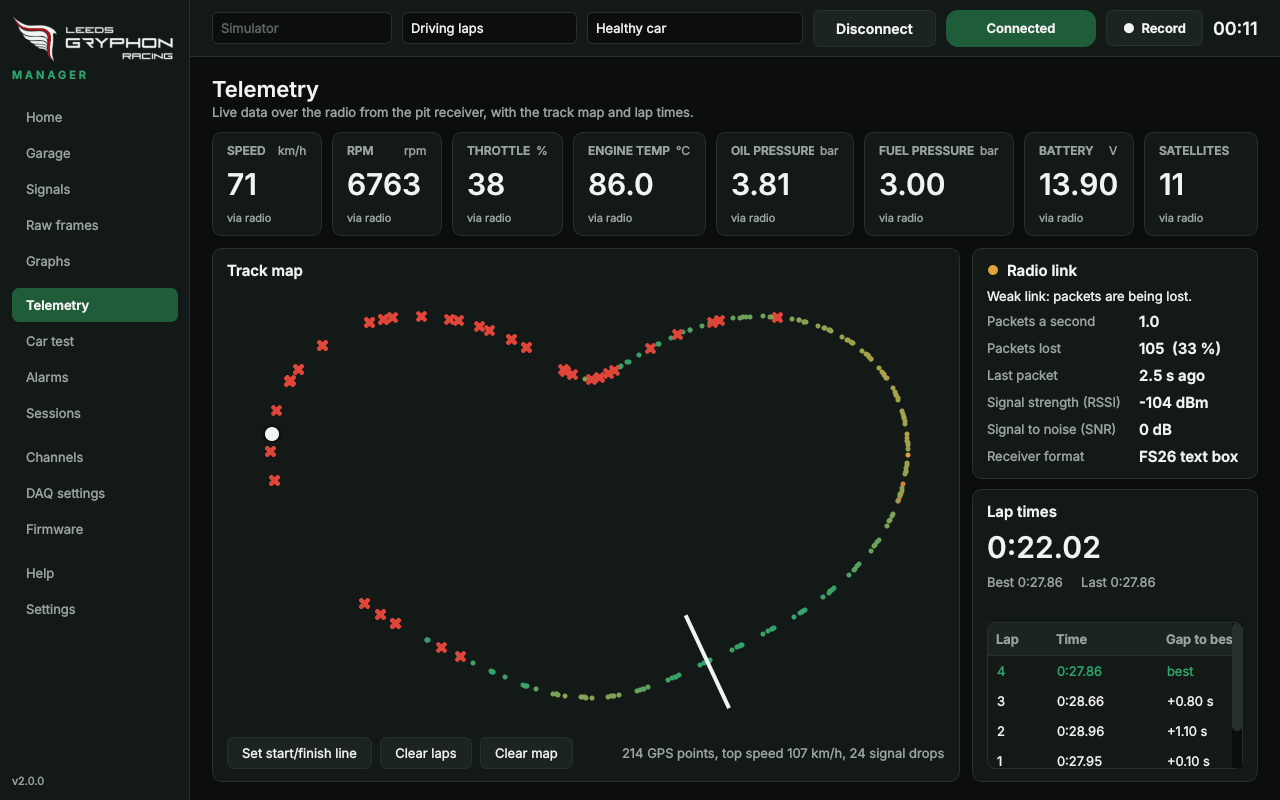 LEEDS
GRYPHON
RACING
MANAGER
Simulator
Driving laps
Healthy car
Disconnect
Connected
Record
00:11
Home
Garage
Signals
Raw frames
Graphs
Telemetry
Car test
Alarms
Sessions
Channels
DAQ settings
Firmware
Help
Settings
v2.0.0
Telemetry
Live data over the radio from the pit receiver, with the track map and lap times.
SPEED km/h
71
via radio
RPM rpm
6763
via radio
THROTTLE %
38
via radio
ENGINE TEMP °C
86.0
via radio
OIL PRESSURE bar
3.81
via radio
FUEL PRESSURE bar
3.00
via radio
BATTERY V
13.90
via radio
SATELLITES
11
via radio
Track map
Set start/finish line
Clear laps
Clear map
214 GPS points, top speed 107 km/h, 24 signal drops
Radio link
Weak link: packets are being lost.
Packets a second 1.0
Packets lost 105 (33 %)
Last packet 2.5 s ago
Signal strength (RSSI) -104 dBm
Signal to noise (SNR) 0 dB
Receiver format FS26 text box
Lap times
0:22.02
Best 0:27.86 Last 0:27.86
Lap Time Gap to bes
4 0:27.86 best
3 0:28.66 +0.80 s
2 0:28.96 +1.10 s
1 0:27.95 +0.10 s